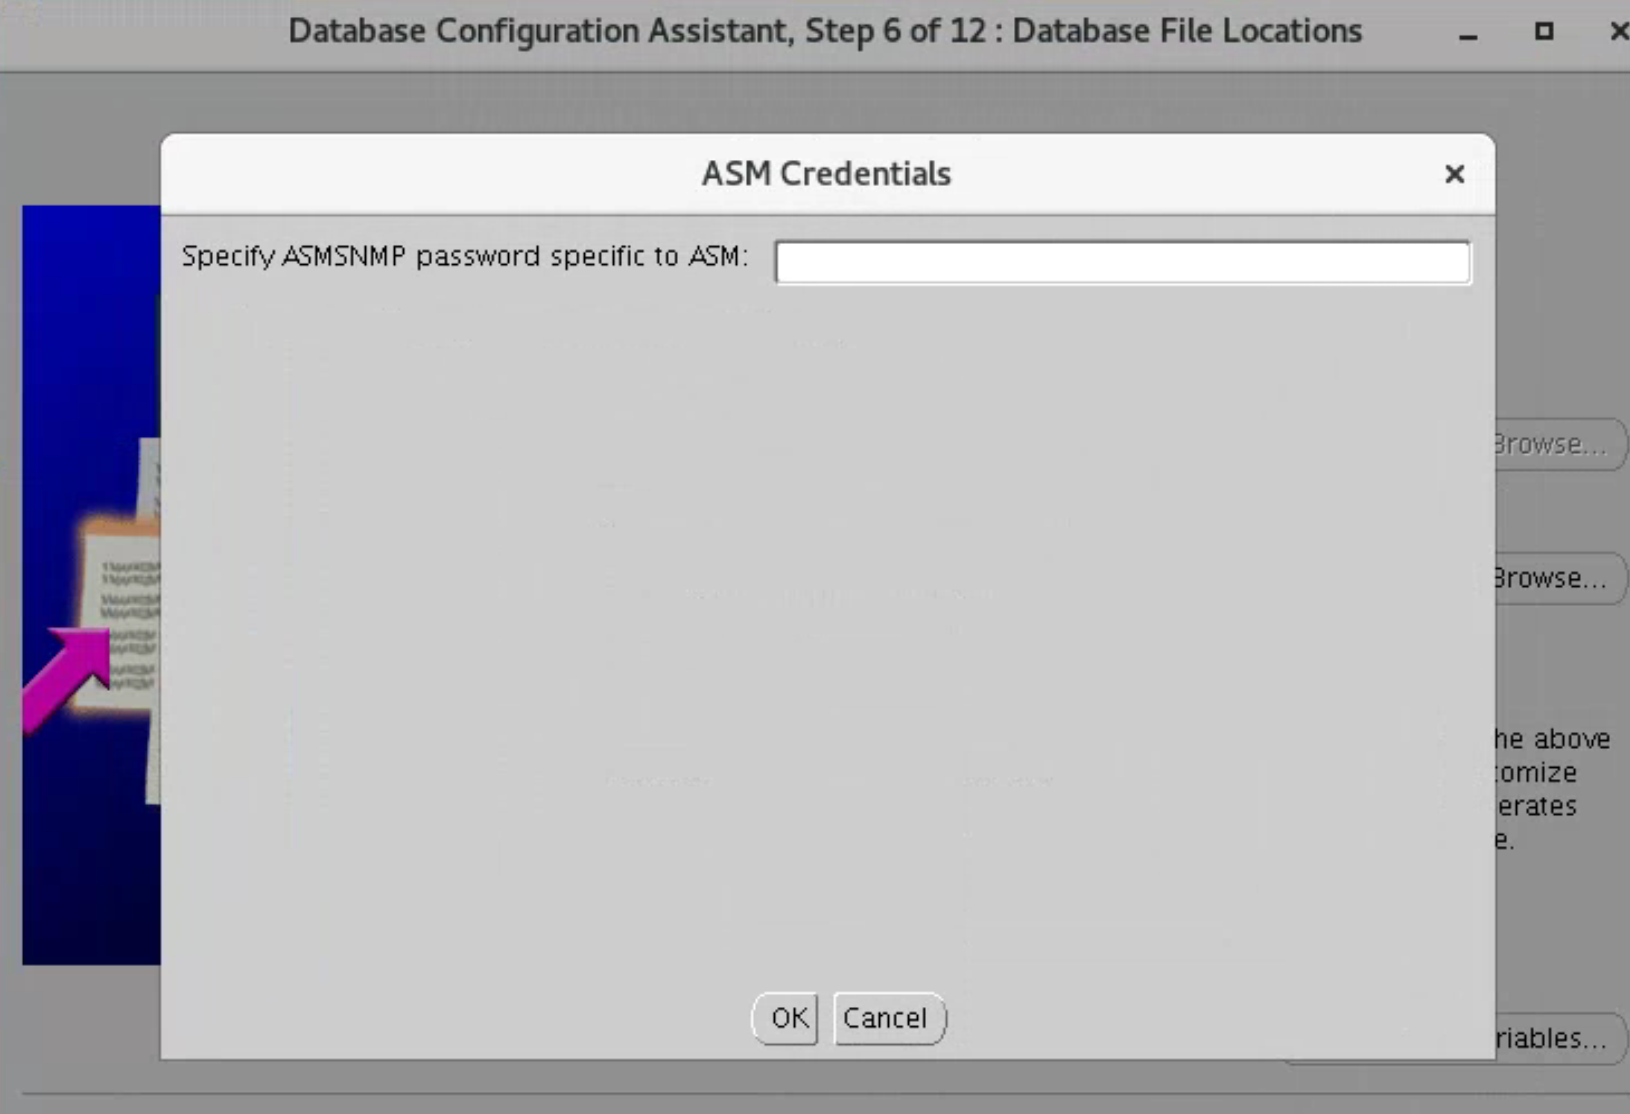 Database Configuration Assistant, Step 6 of 12 : Database File Locations
ASM Credentials
Specify ASMSNMP password specific to ASM:
Browse...
Browse...
he above
omize
erates
e.
OK Cancel
riables...